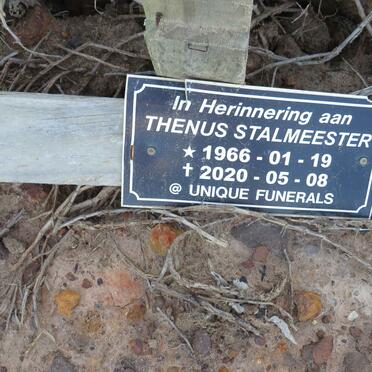 In Herinnering aan
THENUS STALMEESTER
★ 1966 - 01 - 19
✝ 2020 - 05 - 08
@ UNIQUE FUNERALS